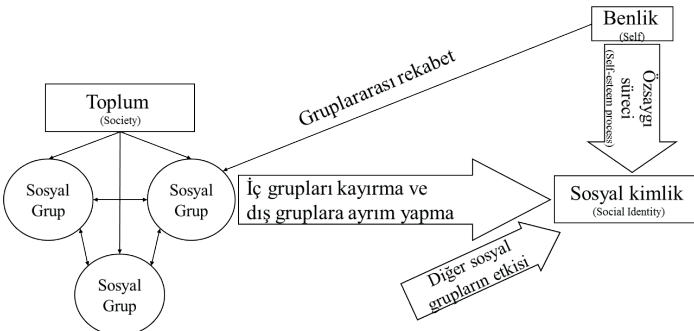 Benlik
(Self)
Toplum
(Society)
Gruplararası rekabet
Özsaygı
süreci
(Self-esteem process)
Sosyal
Grup
Sosyal
Grup
İç grupları kayırma ve
dış gruplara ayrım yapma
Sosyal kimlik
(Social Identity)
Diğer sosyal
grupların etkisi
Sosyal
Grup